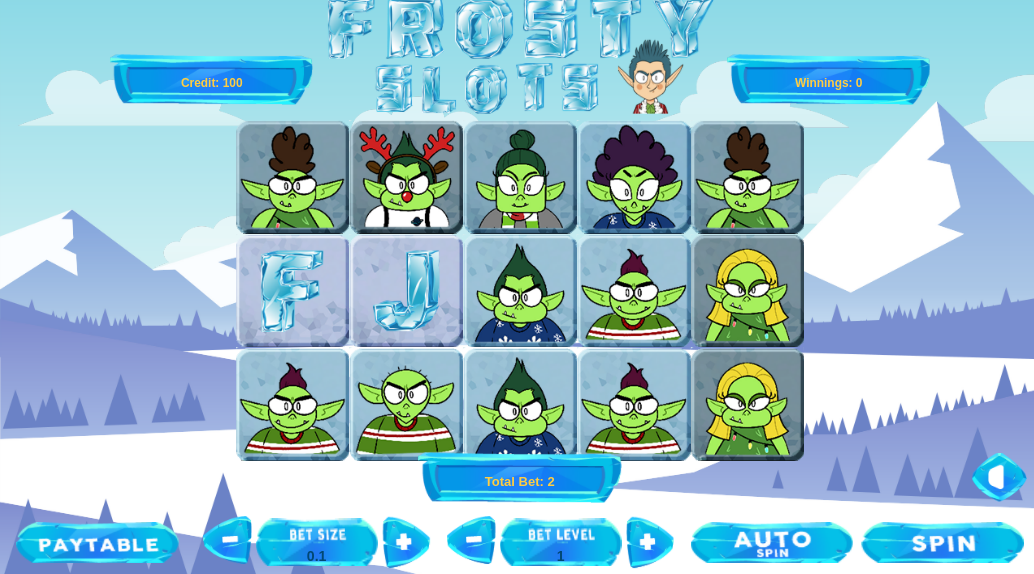 FROSTY
SLOTS
Credit: 100
Winnings: 0
F J
Total Bet: 2
PAYTABLE
BET SIZE
0.1
BET LEVEL
1
AUTO
SPIN
SPIN